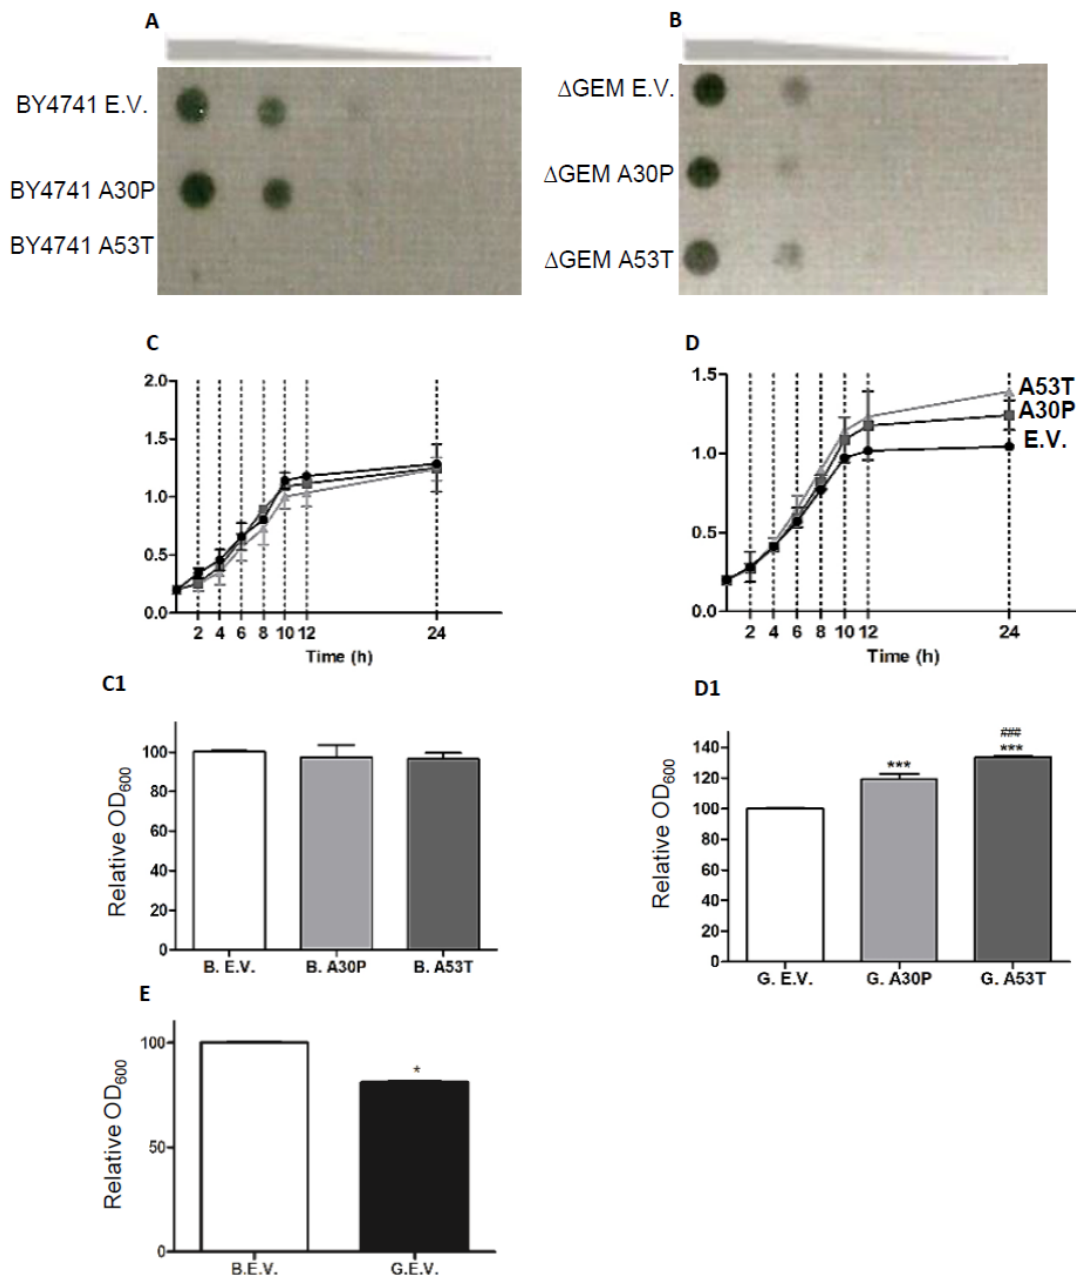 A
BY4741 E.V.
BY4741 A30P
BY4741 A53T
B
ΔGEM E.V.
ΔGEM A30P
ΔGEM A53T
C
2.0
1.5
1.0
0.5
0.0
2 4 6 8 10 12 24
Time (h)
D
1.5
1.0
0.5
0.0
A53T
A30P
E.V.
2 4 6 8 10 12 24
Time (h)
C1
Relative OD600
100
80
60
40
20
0
B. E.V. B. A30P B. A53T
D1
Relative OD600
140
120
100
80
60
40
20
0
***
###
***
G. E.V. G. A30P G. A53T
E
Relative OD600
100
50
0
*
B.E.V. G.E.V.